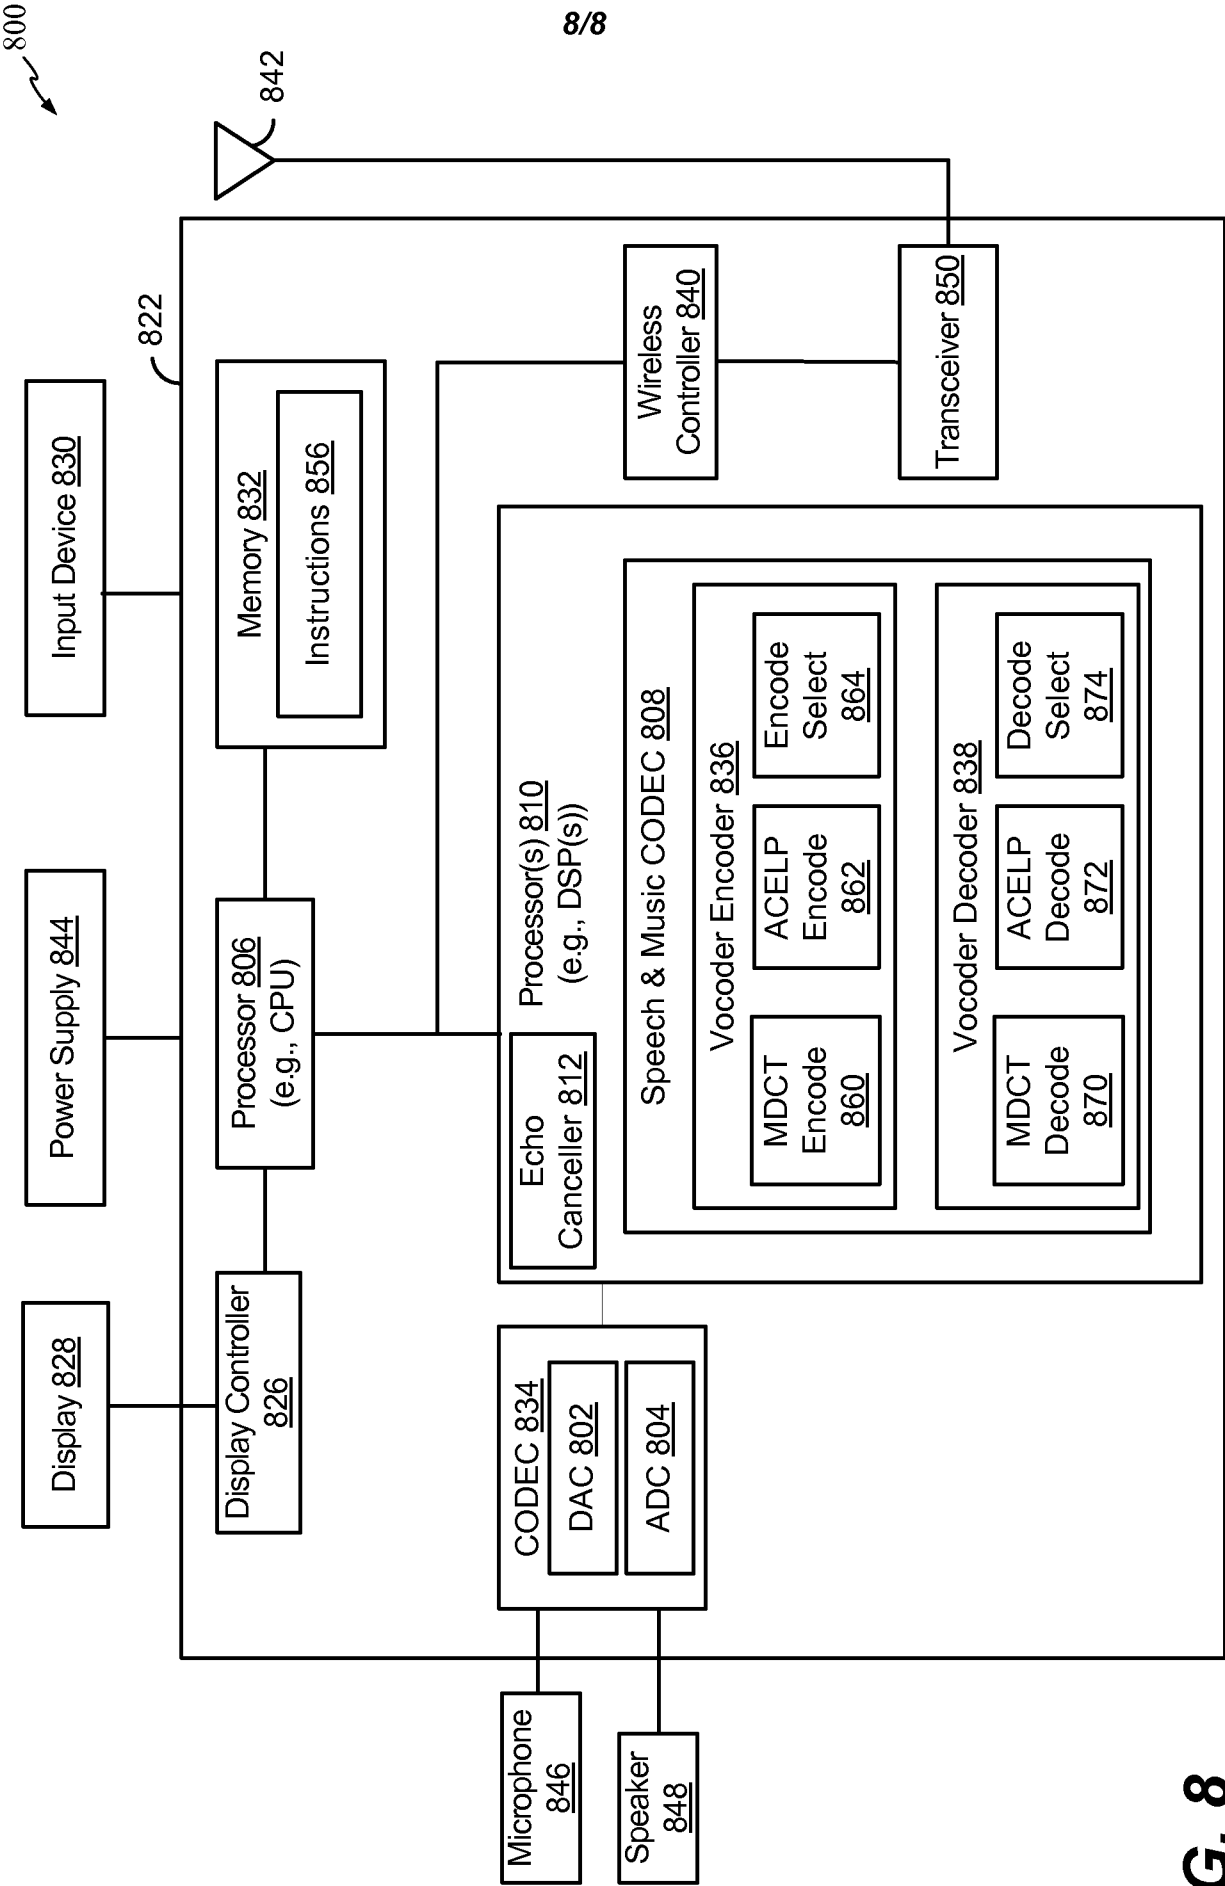 8/8
800
842
822
Display 828
Power Supply 844
Input Device 830
Display Controller
826
Processor 806
(e.g., CPU)
Memory 832
Instructions 856
Microphone
846
Speaker
848
CODEC 834
DAC 802
ADC 804
Echo
Canceller 812
Processor(s) 810
(e.g., DSP(s))
Speech & Music CODEC 808
Vocoder Encoder 836
MDCT
Encode
860
ACELP
Encode
862
Encode
Select
864
Vocoder Decoder 838
MDCT
Decode
870
ACELP
Decode
872
Decode
Select
874
Wireless
Controller 840
Transceiver 850
G. 8